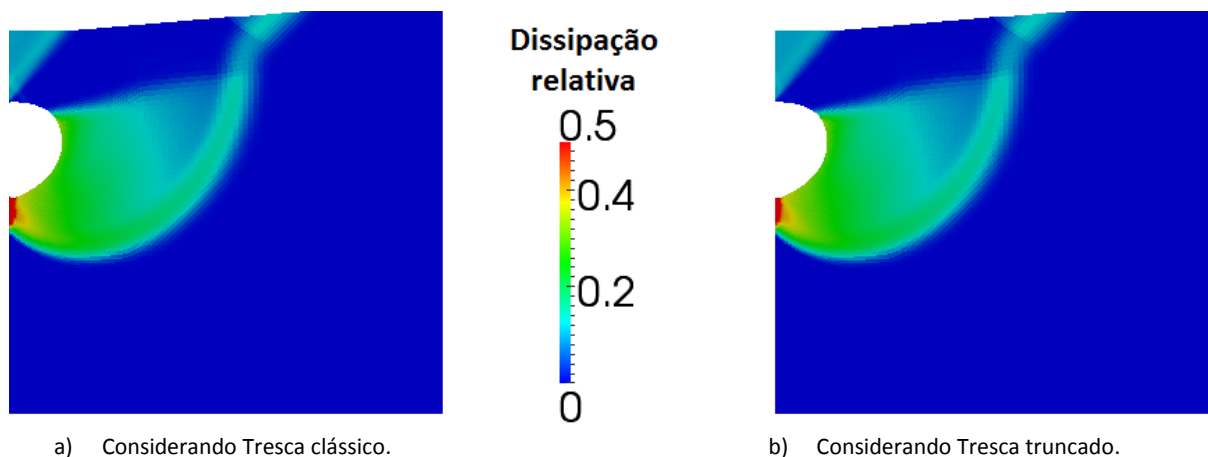 Dissipação
relativa
0.5
0.4
0.2
0
a) Considerando Tresca clássico.
b) Considerando Tresca truncado.